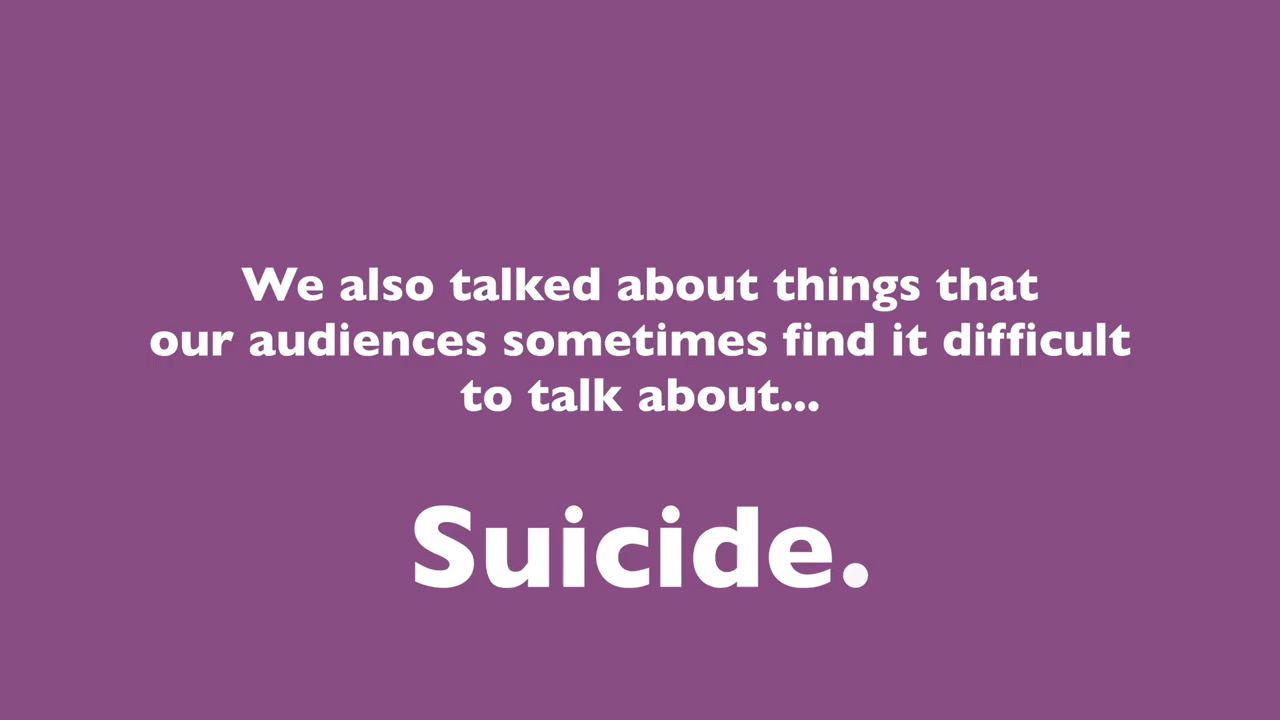 We also talked about things that
our audiences sometimes find it difficult
to talk about...
Suicide.